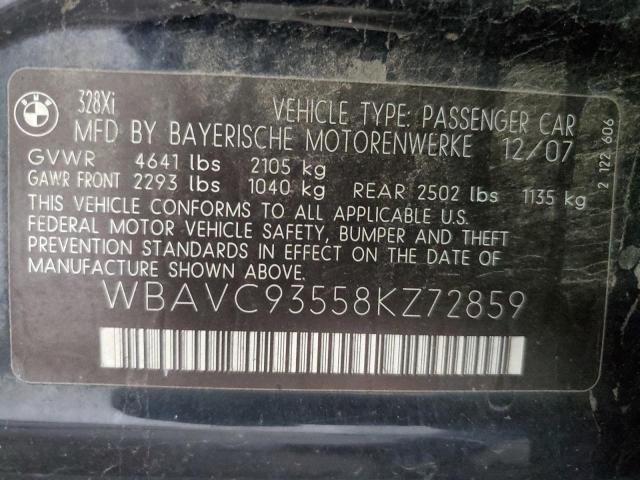 BMW
328Xi VEHICLE TYPE: PASSENGER CAR
MFD BY BAYERISCHE MOTORENWERKE 12/07
GVWR 4641 lbs 2105 kg
GAWR FRONT 2293 lbs 1040 kg REAR 2502 lbs 1135 kg
THIS VEHICLE CONFORMS TO ALL APPLICABLE U.S.
FEDERAL MOTOR VEHICLE SAFETY, BUMPER AND THEFT
PREVENTION STANDARDS IN EFFECT ON THE DATE OF
MANUFACTURE SHOWN ABOVE.
WBAVC93558KZ72859
2 122 606